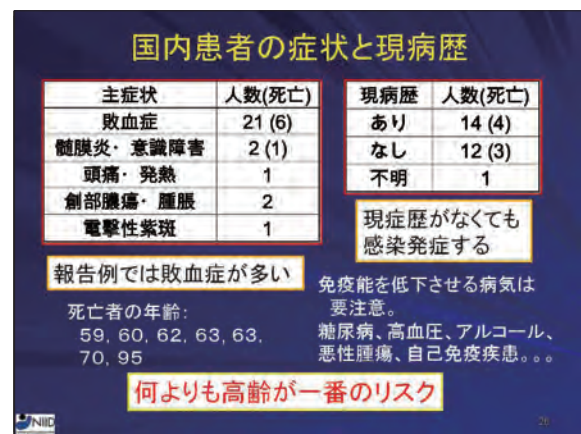 国内患者の症状と現病歴
主症状 人数(死亡)
敗血症 21 (6)
髄膜炎・意識障害 2 (1)
頭痛・発熱 1
創部膿瘍・腫脹 2
電撃性紫斑 1
現病歴 人数(死亡)
あり 14 (4)
なし 12 (3)
不明 1
現症歴がなくても
感染発症する
報告例では敗血症が多い
死亡者の年齢:
59, 60, 62, 63, 63,
70, 95
免疫能を低下させる病気は
要注意。
糖尿病、高血圧、アルコール、
悪性腫瘍、自己免疫疾患。。。
何よりも高齢が一番のリスク
NIID
26